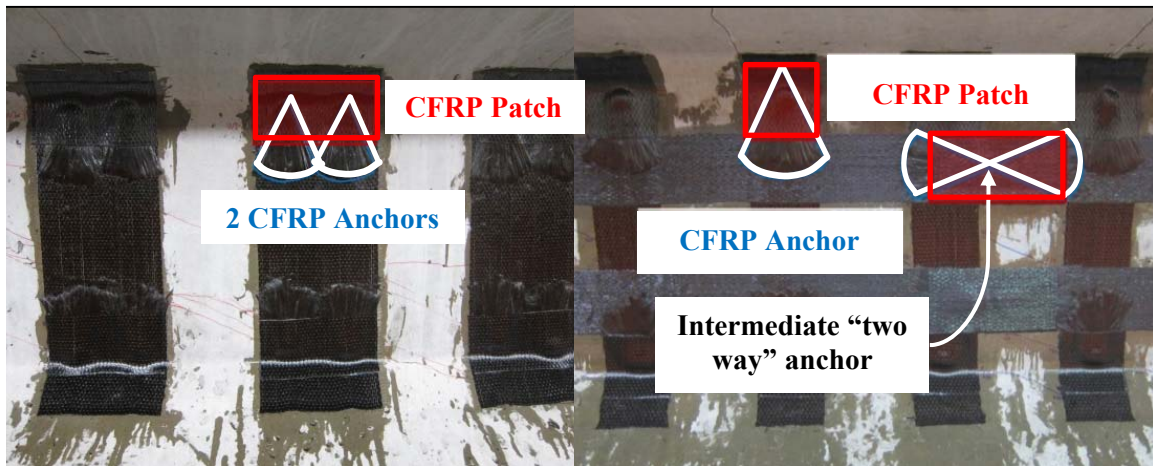 CFRP Patch
2 CFRP Anchors
CFRP Patch
CFRP Anchor
Intermediate “two
way” anchor